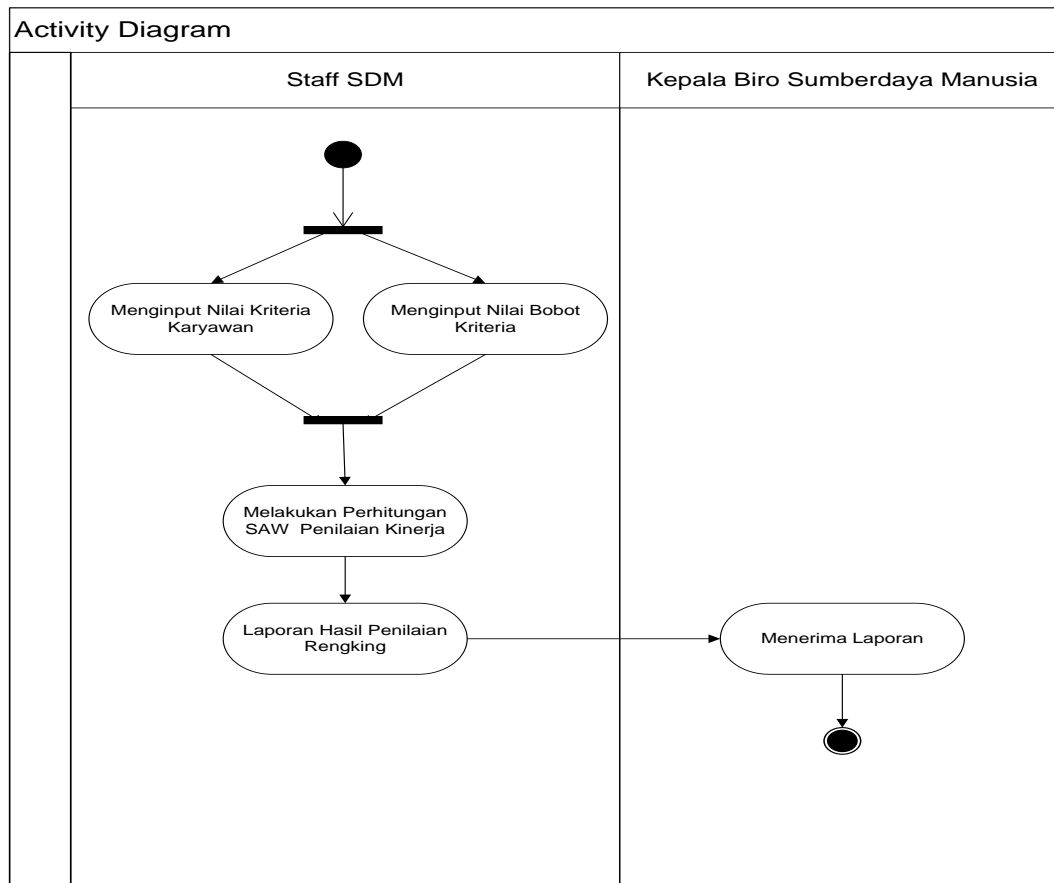 Activity Diagram
Staff SDM
Kepala Biro Sumberdaya Manusia
Menginput Nilai Kriteria
Karyawan
Menginput Nilai Bobot
Kriteria
Melakukan Perhitungan
SAW  Penilaian Kinerja
Laporan Hasil Penilaian
Rengking
Menerima Laporan